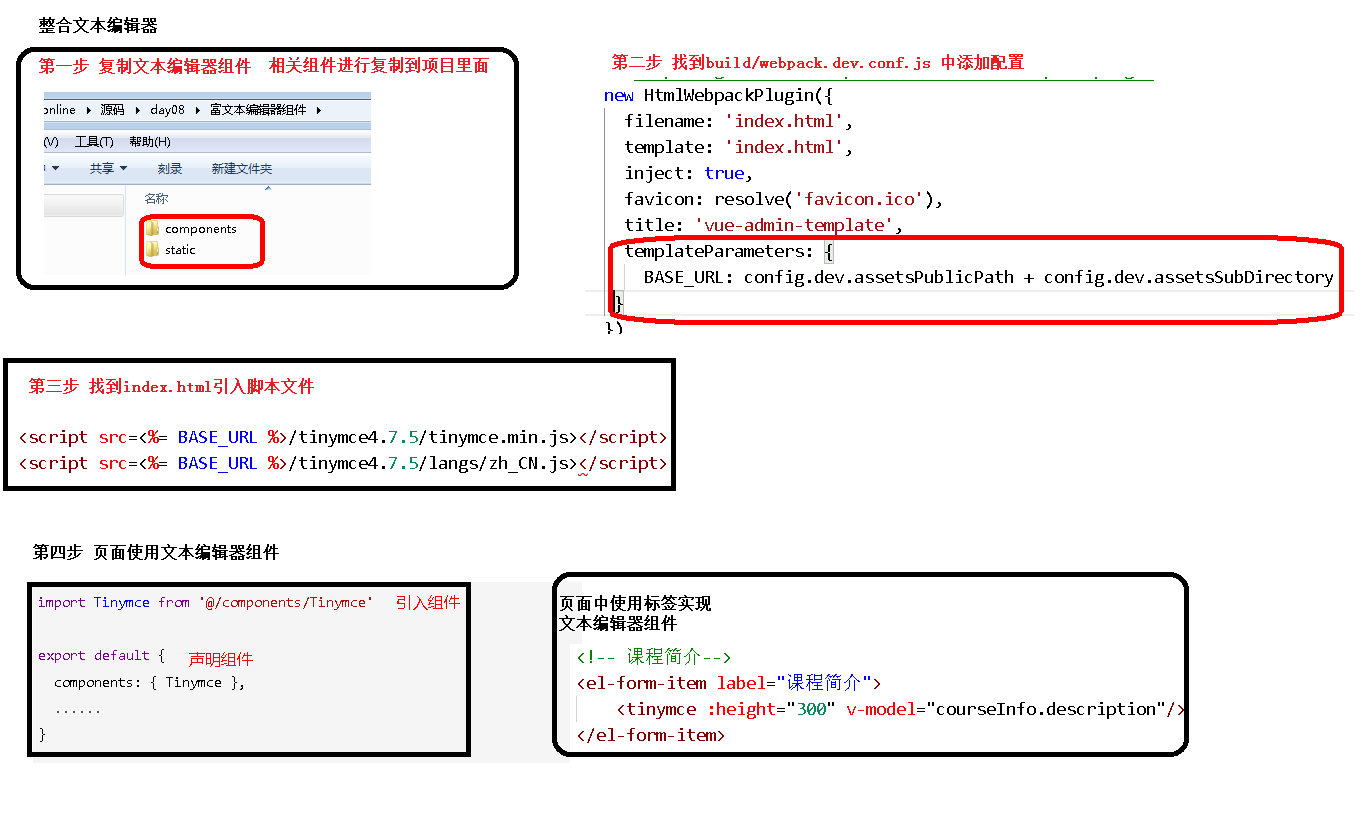 整合文本编辑器
第一步 复制文本编辑器组件 相关组件进行复制到项目里面
online ▸ 源码 ▸ day08 ▸ 富文本编辑器组件 ▸
(V) 工具(T) 帮助(H)
共享 刻录 新建文件夹
名称
components
static
第二步 找到build/webpack.dev.conf.js 中添加配置
new HtmlWebpackPlugin({
filename: 'index.html',
template: 'index.html',
inject: true,
favicon: resolve('favicon.ico'),
title: 'vue-admin-template',
templateParameters: {
BASE_URL: config.dev.assetsPublicPath + config.dev.assetsSubDirectory
}
})
第三步 找到index.html引入脚本文件
<script src=<%= BASE_URL %>/tinymce4.7.5/tinymce.min.js></script>
<script src=<%= BASE_URL %>/tinymce4.7.5/langs/zh_CN.js></script>
第四步 页面使用文本编辑器组件
import Tinymce from '@/components/Tinymce' 引入组件
export default { 声明组件
components: { Tinymce },
......
}
页面中使用标签实现
文本编辑器组件
<!-- 课程简介-->
<el-form-item label="课程简介">
<tinymce :height="300" v-model="courseInfo.description"/>
</el-form-item>